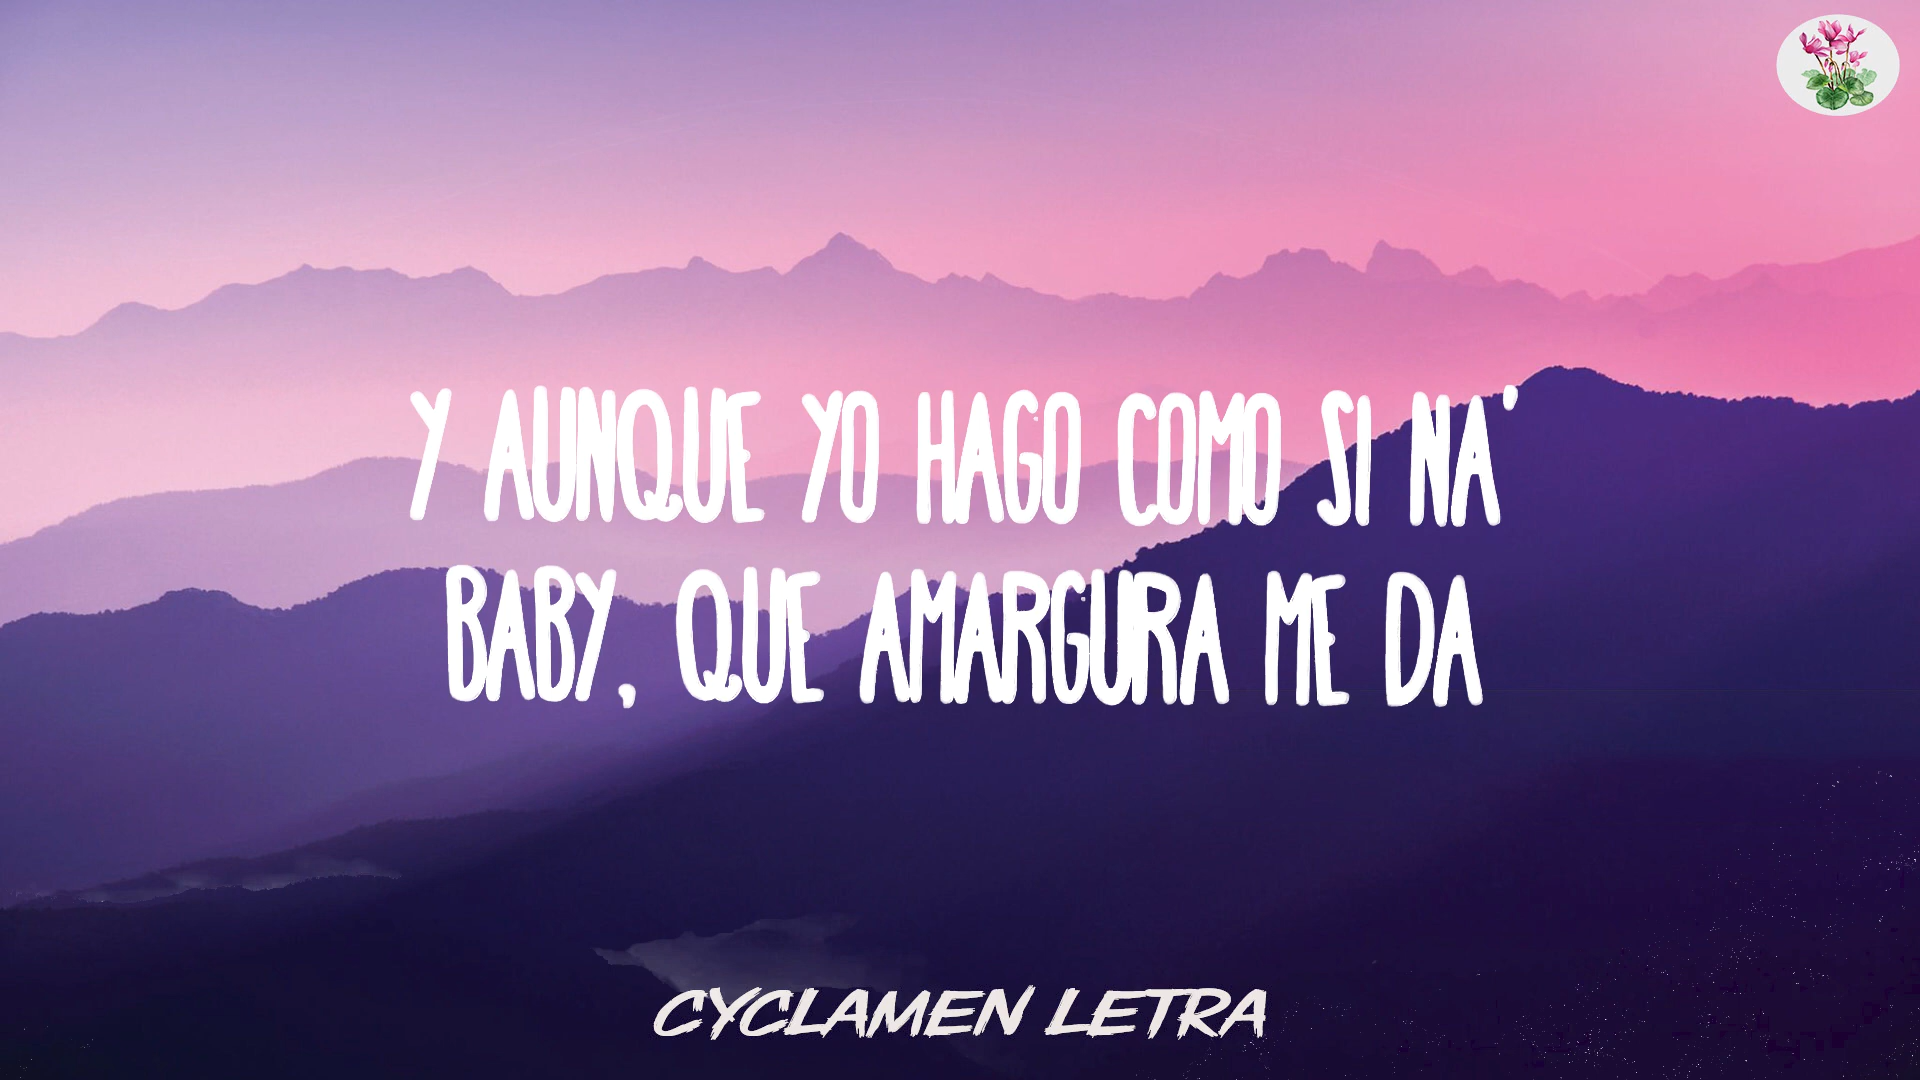 Y AUNQUE YO HAGO COMO SI NA'
BABY, QUE AMARGURA ME DA
CYCLAMEN LETRA